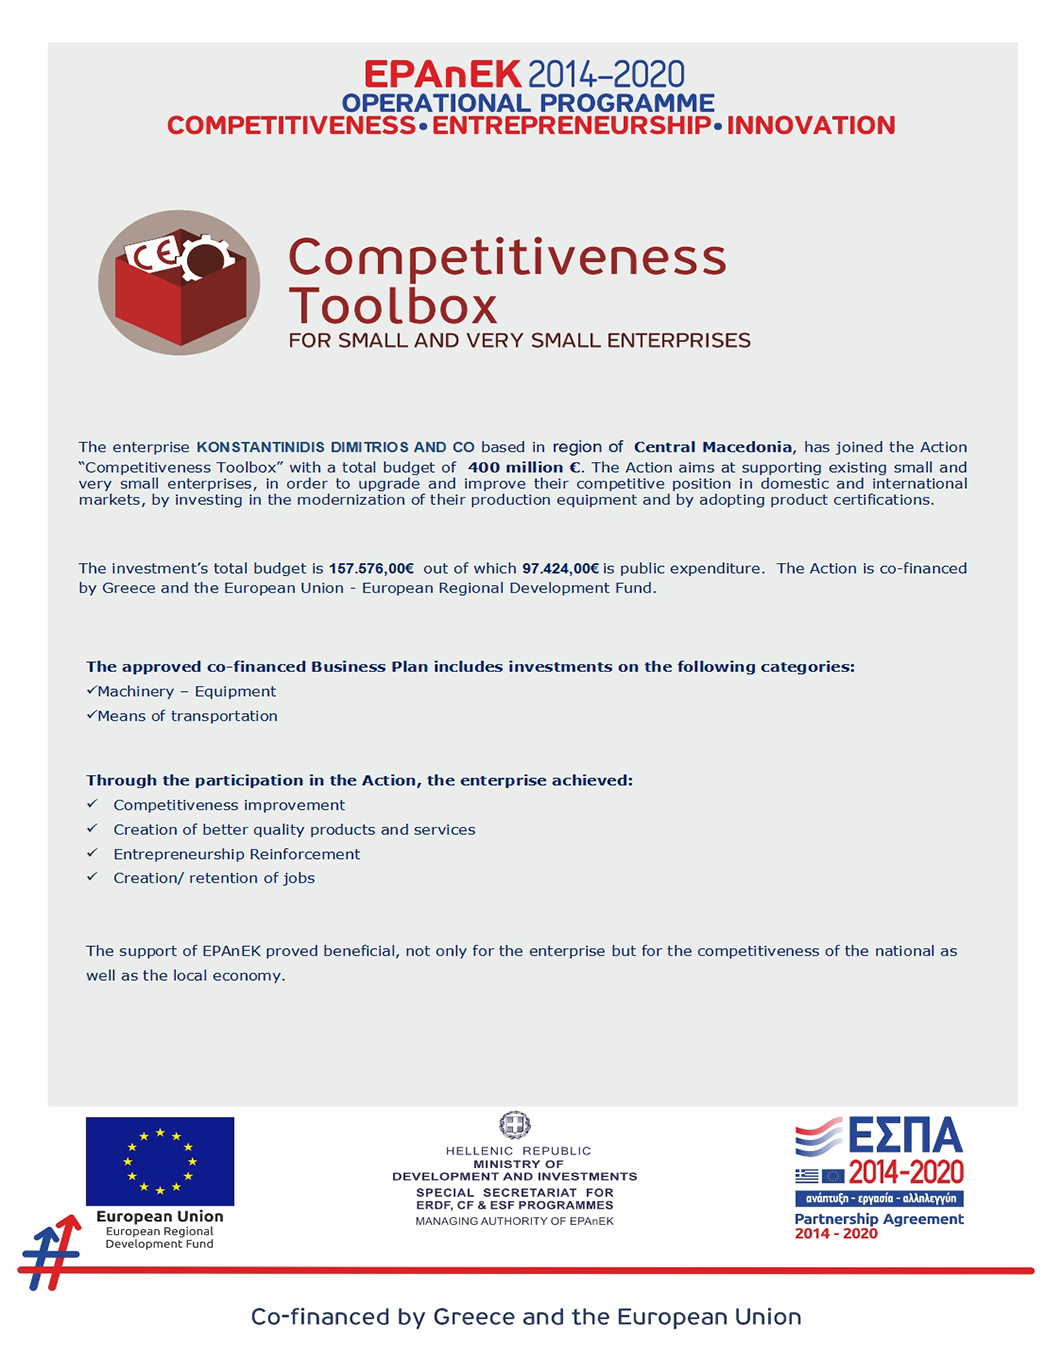 EPAnEK 2014–2020
OPERATIONAL PROGRAMME
COMPETITIVENESS•ENTREPRENEURSHIP•INNOVATION
CE
Competitiveness
Toolbox
FOR SMALL AND VERY SMALL ENTERPRISES
The enterprise KONSTANTINIDIS DIMITRIOS AND CO based in region of Central Macedonia, has joined the Action
“Competitiveness Toolbox” with a total budget of 400 million €. The Action aims at supporting existing small and
very small enterprises, in order to upgrade and improve their competitive position in domestic and international
markets, by investing in the modernization of their production equipment and by adopting product certifications.
The investment’s total budget is 157.576,00€ out of which 97.424,00€ is public expenditure. The Action is co-financed
by Greece and the European Union - European Regional Development Fund.
The approved co-financed Business Plan includes investments on the following categories:
✓Machinery – Equipment
✓Means of transportation
Through the participation in the Action, the enterprise achieved:
✓ Competitiveness improvement
✓ Creation of better quality products and services
✓ Entrepreneurship Reinforcement
✓ Creation/ retention of jobs
The support of EPAnEK proved beneficial, not only for the enterprise but for the competitiveness of the national as
well as the local economy.
European Union
European Regional
Development Fund
HELLENIC REPUBLIC
MINISTRY OF
DEVELOPMENT AND INVESTMENTS
SPECIAL SECRETARIAT FOR
ERDF, CF & ESF PROGRAMMES
MANAGING AUTHORITY OF EPAnEK
ΕΣΠΑ
2014-2020
ανάπτυξη - εργασία - αλληλεγγύη
Partnership Agreement
2014 - 2020
Co-financed by Greece and the European Union